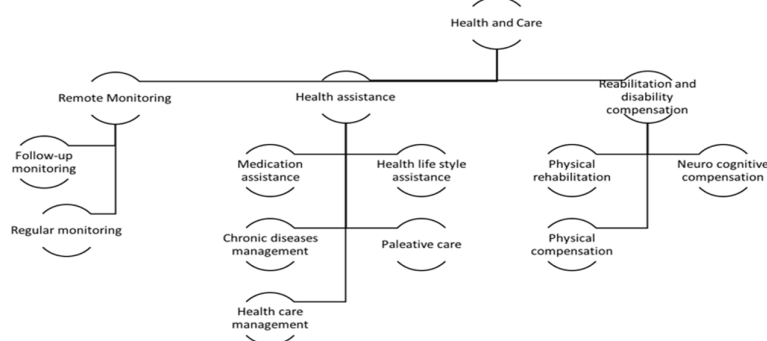 Health and Care
Remote Monitoring
Health assistance
Reabilitation and
disability
compensation
Follow-up
monitoring
Medication
assistance
Health life style
assistance
Physical
rehabilitation
Neuro cognitive
compensation
Regular monitoring
Chronic diseases
management
Paleative care
Physical
compensation
Health care
management